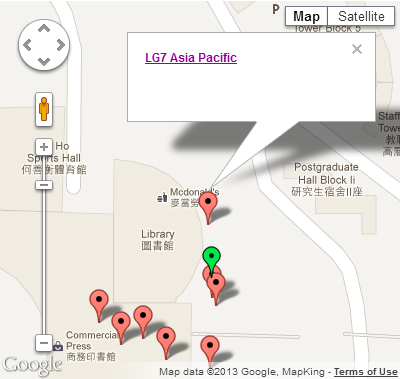 P
Map
Satellite
Tower Block 5
LG7 Asia Pacific
Staff
Tower
教職
高層
Ho
Sports Hall
何善衡體育館
Postgraduate
Hall Block Ii
研究生宿舍II座
Mcdonald's
麥當勞
Library
圖書館
Commercial
Press
商務印書館
Google
Map data ©2013 Google, MapKing - Terms of Use